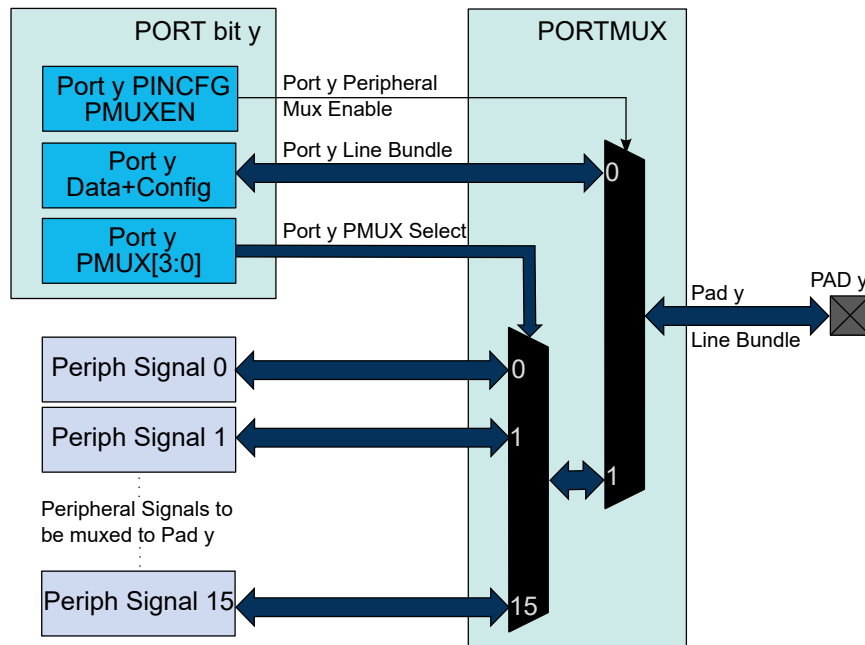 PORT bit y
PORTMUX
Port y PINCFG
PMUXEN
Port y Peripheral
Mux Enable
Port y
Data+Config
Port y Line Bundle
0
Port y
PMUX[3:0]
Port y PMUX Select
PAD y
Pad y
Line Bundle
Periph Signal 0
0
Periph Signal 1
1
1
Peripheral Signals to
be muxed to Pad y
Periph Signal 15
15